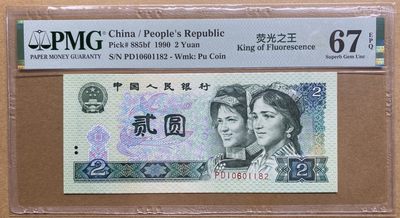 PMG
PAPER MONEY GUARANTY
China / People's Republic
Pick# 885bf - 1990 2 Yuan
S/N PD10601182 - Wmk: Pu Coin
荧光之王
King of Fluorescence
67 EPQ
Superb Gem Unc
中国人民银行
2
贰圆
PD10601182
2
2